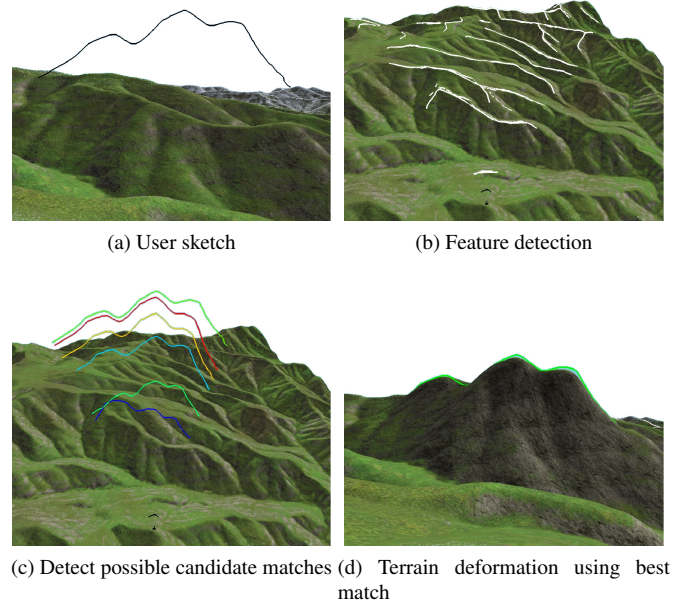 (a) User sketch
(b) Feature detection
(c) Detect possible candidate matches
(d) Terrain deformation using best
match